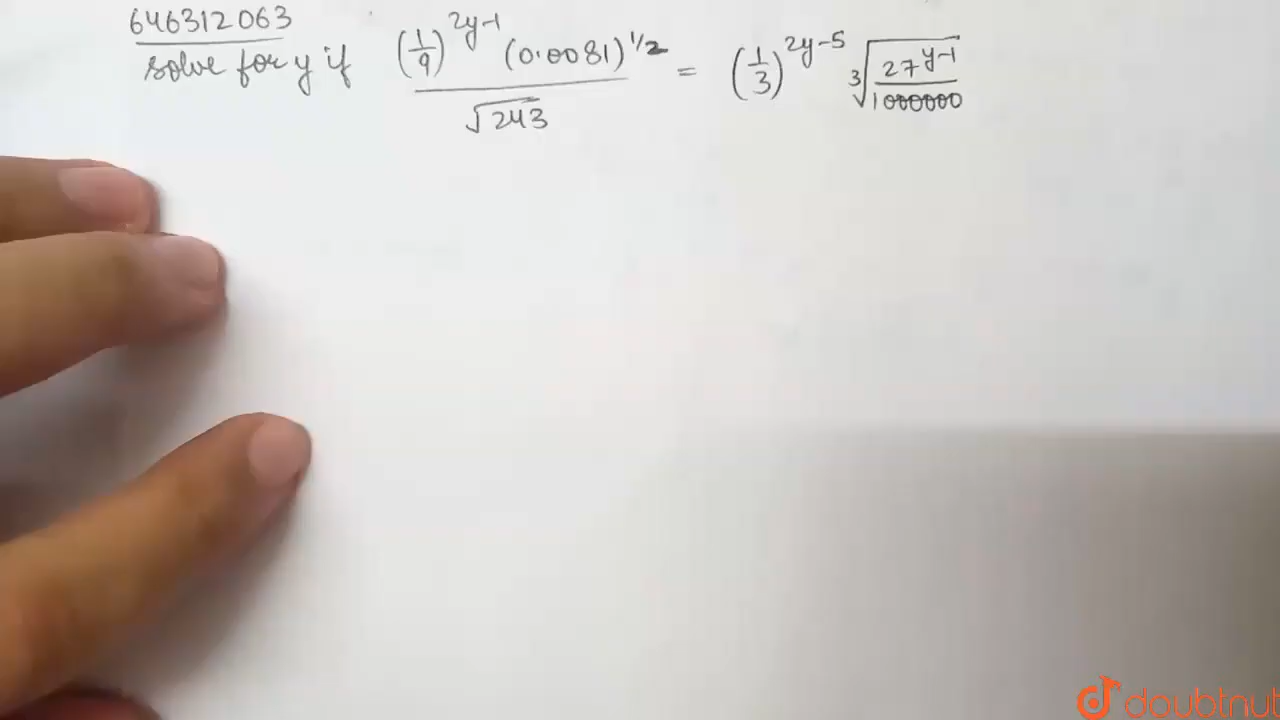 646312063
solve for y if (1/9)^2y-1 (0.0081)^1/2 / √243 = (1/3)^2y-5 ³√27^y-1/1000000
doubtnut